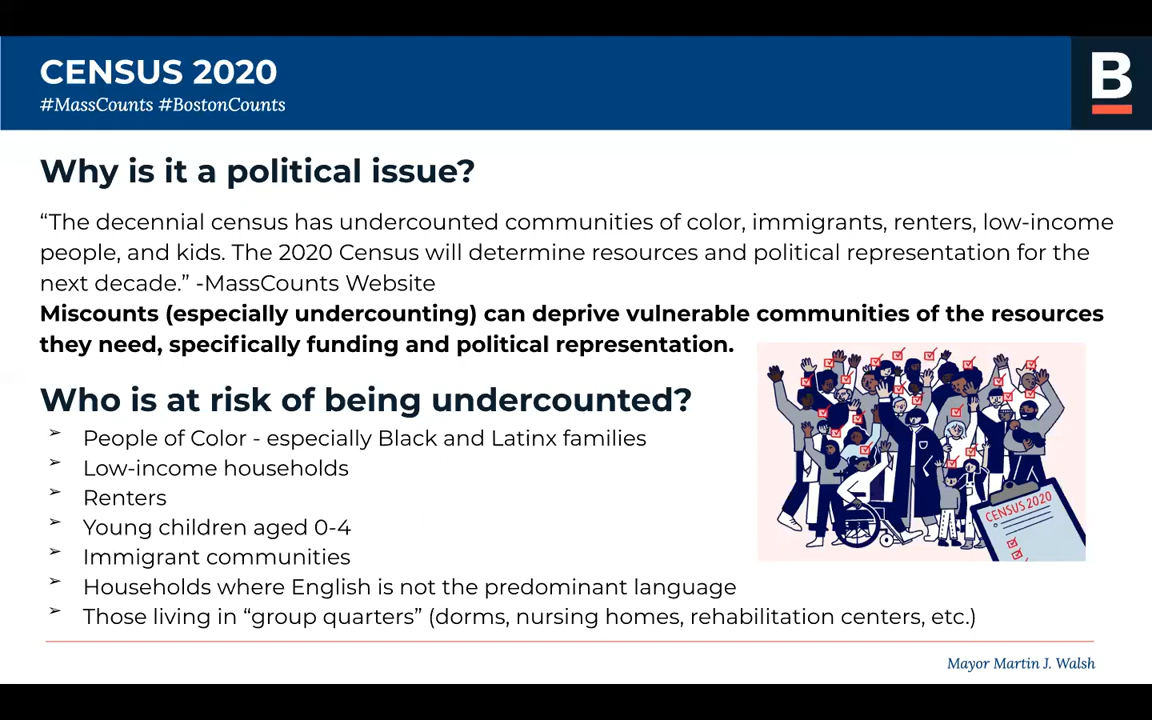 CENSUS 2020
#MassCounts #BostonCounts
B
Why is it a political issue?
“The decennial census has undercounted communities of color, immigrants, renters, low-income
people, and kids. The 2020 Census will determine resources and political representation for the
next decade.” -MassCounts Website
Miscounts (especially undercounting) can deprive vulnerable communities of the resources
they need, specifically funding and political representation.
Who is at risk of being undercounted?
➢ People of Color - especially Black and Latinx families
➢ Low-income households
➢ Renters
➢ Young children aged 0-4
➢ Immigrant communities
➢ Households where English is not the predominant language
➢ Those living in “group quarters” (dorms, nursing homes, rehabilitation centers, etc.)
CENSUS 2020
Mayor Martin J. Walsh